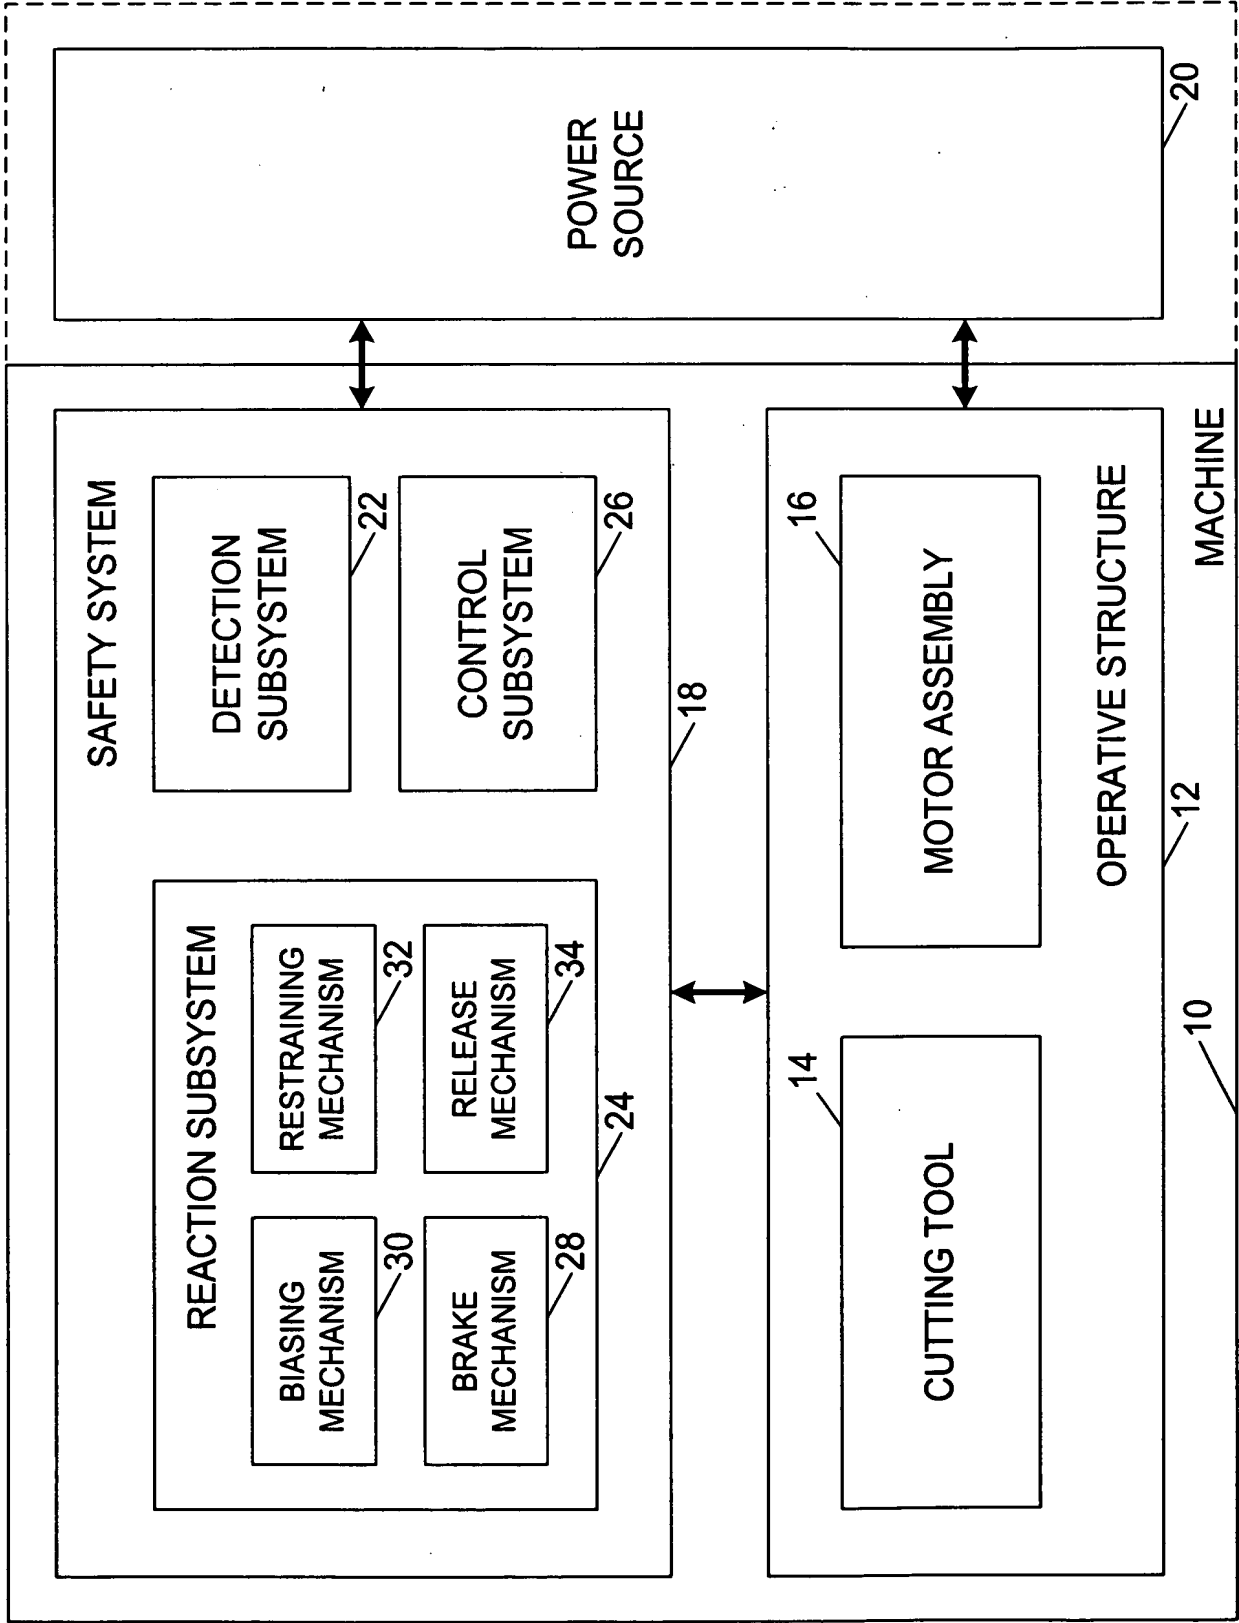 SAFETY SYSTEM
REACTION SUBSYSTEM
BIASING
MECHANISM
30
RESTRAINING
MECHANISM
32
BRAKE
MECHANISM
28
RELEASE
MECHANISM
34
24
DETECTION
SUBSYSTEM
22
CONTROL
SUBSYSTEM
26
18
POWER
SOURCE
20
14
CUTTING TOOL
16
MOTOR ASSEMBLY
OPERATIVE STRUCTURE
12
MACHINE
10